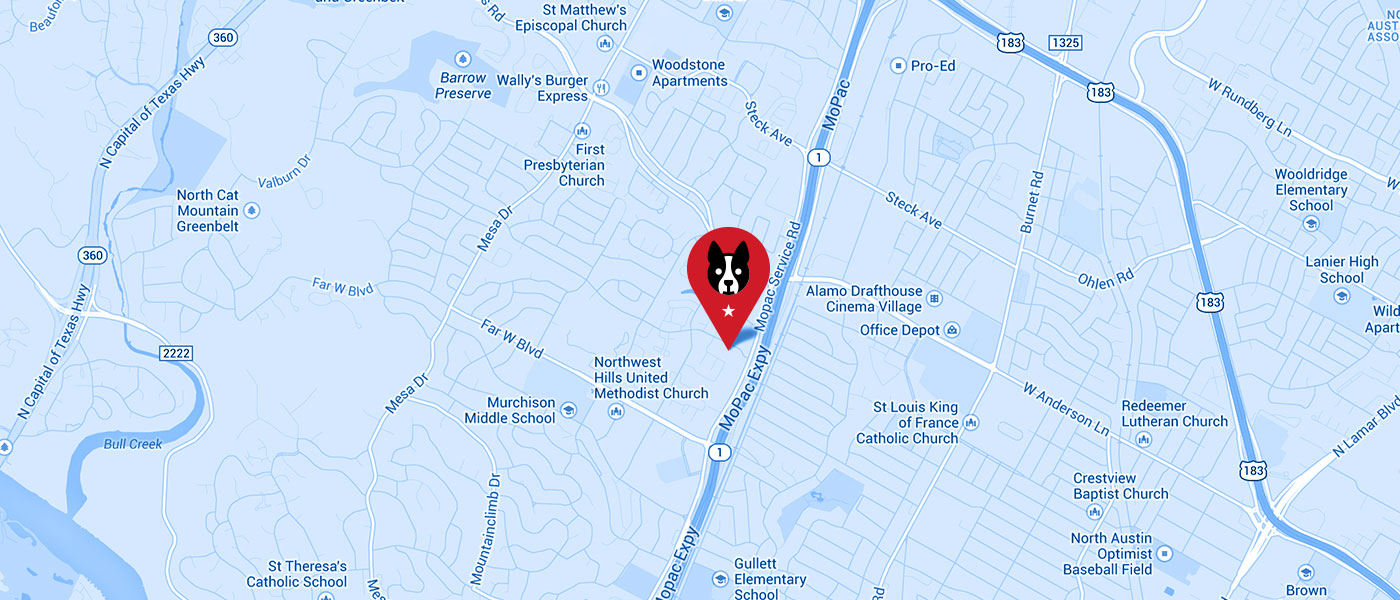 and Greenbelt
St Matthew's
Episcopal Church
360
1325
183
Barrow
Preserve
Wally's Burger
Express
Woodstone
Apartments
Pro-Ed
MoPac
183
W Rundberg Ln
N Capital of Texas Hwy
Steck Ave
First
Presbyterian
Church
1
Valburn Dr
North Cat
Mountain
Greenbelt
Mesa Dr
Steck Ave
Burnet Rd
Wooldridge
Elementary
School
360
Mopac Service Rd
Ohlen Rd
Lanier High
School
Far W Blvd
Alamo Drafthouse
Cinema Village
Office Depot
183
Far W Blvd
2222
N Capital of Texas Hwy
Northwest
Hills United
Methodist Church
MoPac Expy
Mesa Dr
Murchison
Middle School
W Anderson Ln
St Louis King
of France
Catholic Church
Redeemer
Lutheran Church
N Lamar Blvd
Bull Creek
1
183
Crestview
Baptist Church
Mountainclimb Dr
North Austin
Optimist
Baseball Field
St Theresa's
Catholic School
Gullett
Elementary
School
Mopac Expy
Brown